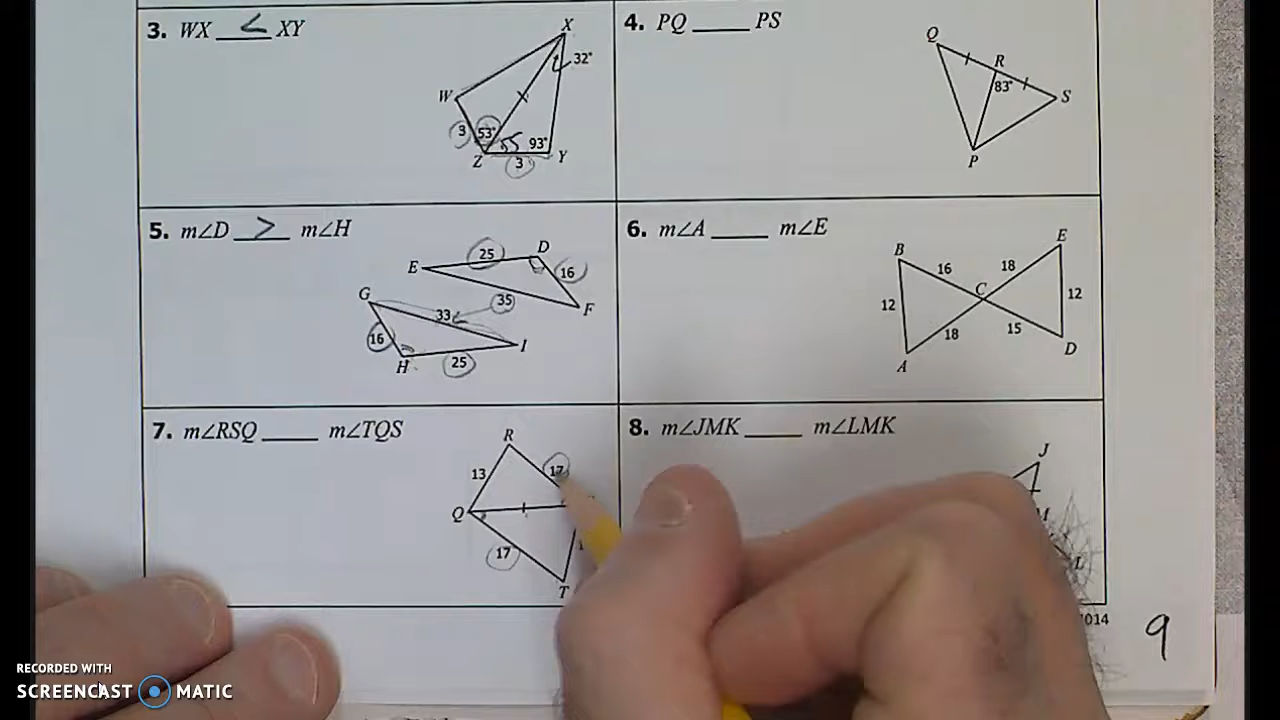 3. WX < XY
X
32°
W
3
53°
55
93°
Z
3
Y
4. PQ ____ PS
Q
R
83°
S
P
5. m∠D > m∠H
D
25
E
16
35
F
G
33
16
H
25
I
6. m∠A ____ m∠E
E
B
16
18
C
12
12
18
15
D
A
7. m∠RSQ ____ m∠TQS
R
13
17
Q
17
T
8. m∠JMK ____ m∠LMK
J
M
L
014
9
RECORDED WITH
SCREENCAST MATIC